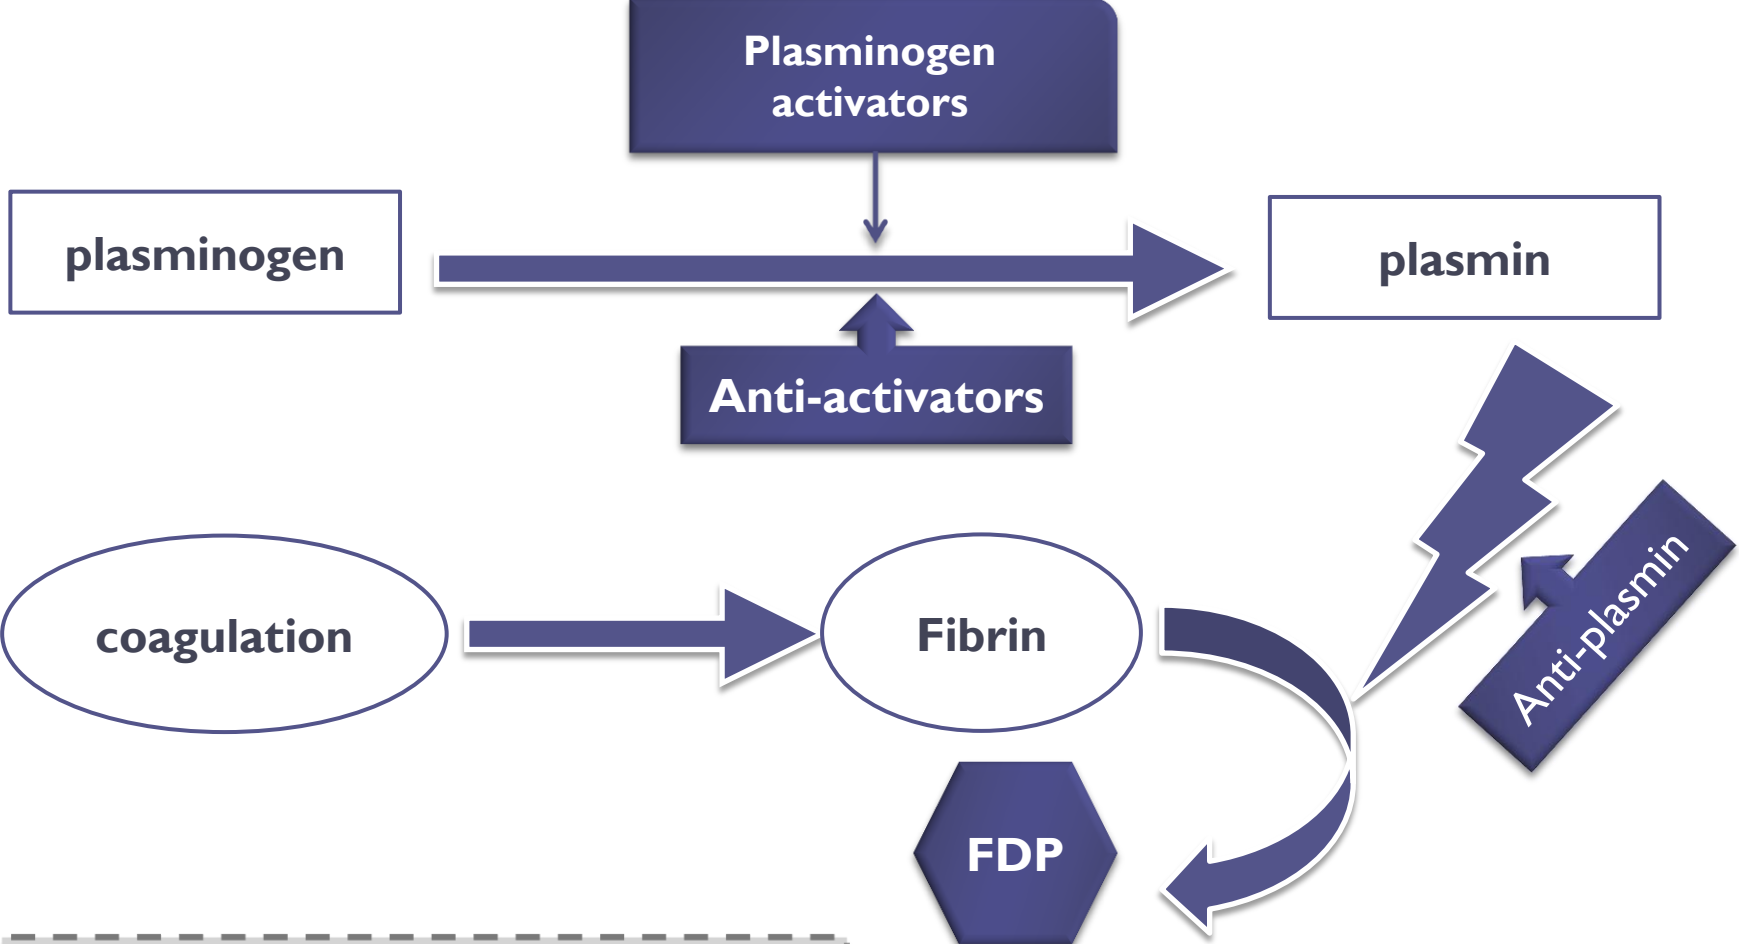 Plasminogen
activators
plasminogen
plasmin
Anti-activators
coagulation
Fibrin
Anti-plasmin
FDP